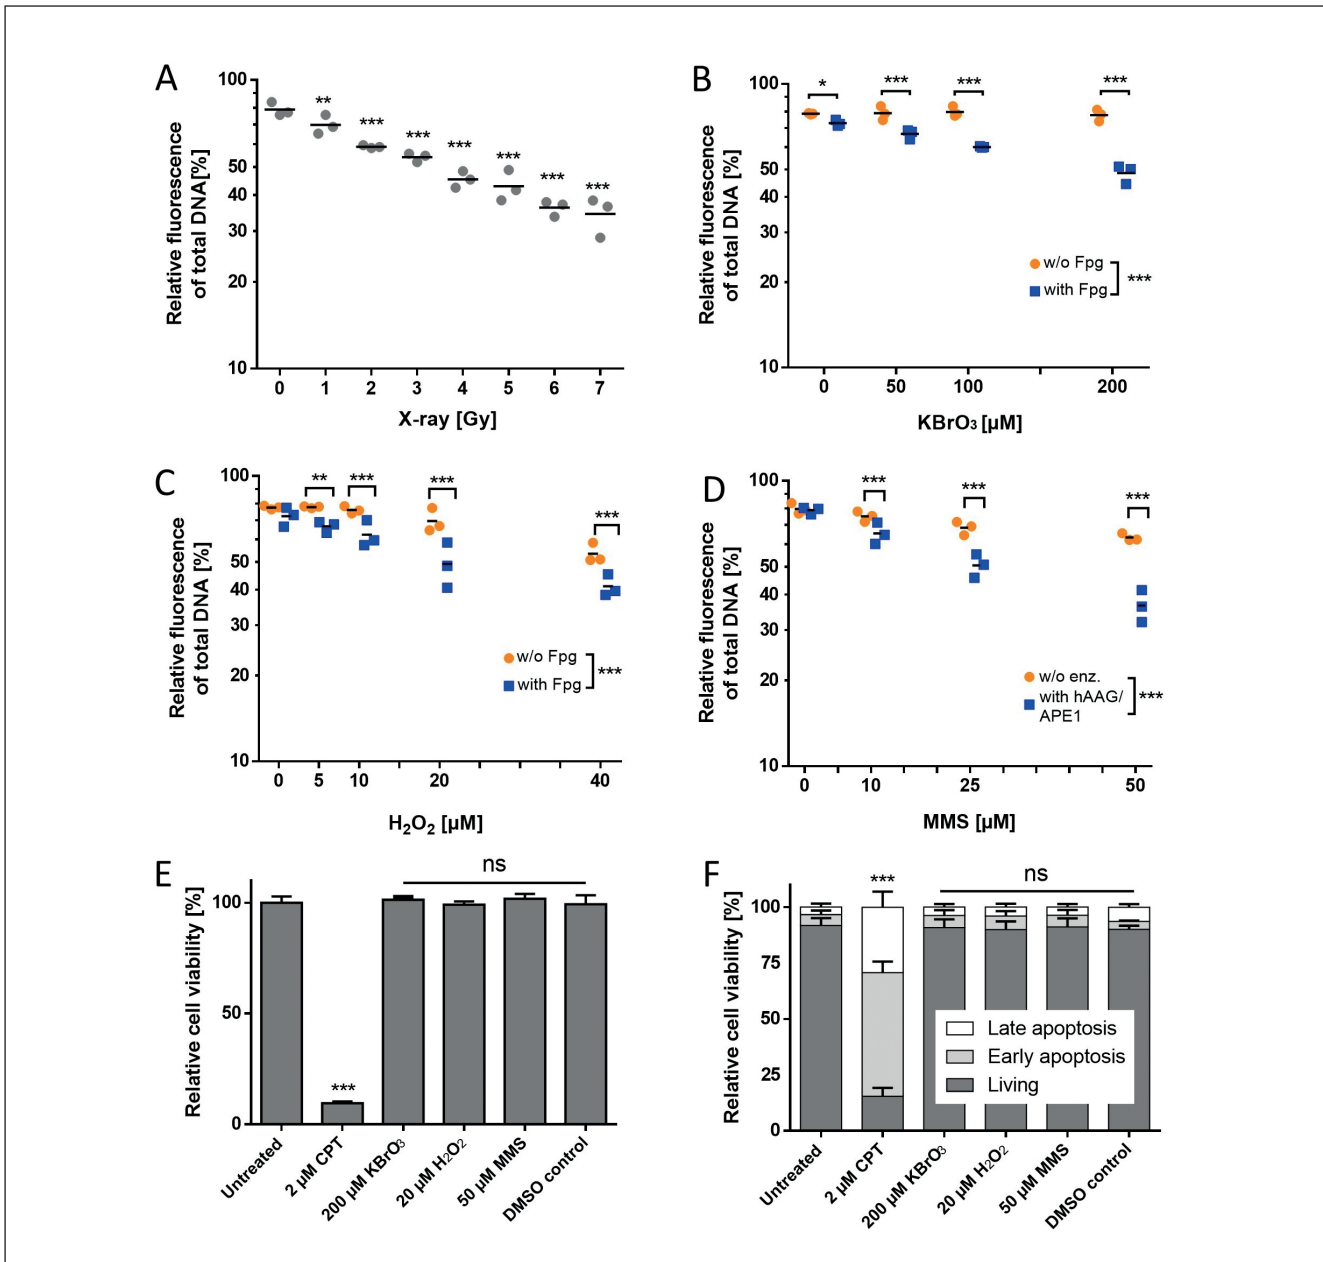 A
Relative fluorescence
of total DNA[%]
100
50
40
30
20
10
**
***
***
***
***
***
***
0 1 2 3 4 5 6 7
X-ray [Gy]
B
Relative fluorescence
of total DNA [%]
100
50
40
30
20
10
* *** *** ***
w/o Fpg
with Fpg
***
0 50 100 200
KBrO3 [µM]
C
Relative fluorescence
of total DNA [%]
100
50
40
30
20
10
** *** *** ***
w/o Fpg
with Fpg
***
0 5 10 20 40
H2O2 [µM]
D
Relative fluorescence
of total DNA [%]
100
50
40
30
20
10
*** *** ***
w/o enz.
with hAAG/
APE1
***
0 10 25 50
MMS [µM]
E
Relative cell viability [%]
100
50
0
ns
***
Untreated
2 µM CPT
200 µM KBrO3
20 µM H2O2
50 µM MMS
DMSO control
F
Relative cell viability [%]
100
75
50
25
0
***
ns
Late apoptosis
Early apoptosis
Living
Untreated
2 µM CPT
200 µM KBrO3
20 µM H2O2
50 µM MMS
DMSO control